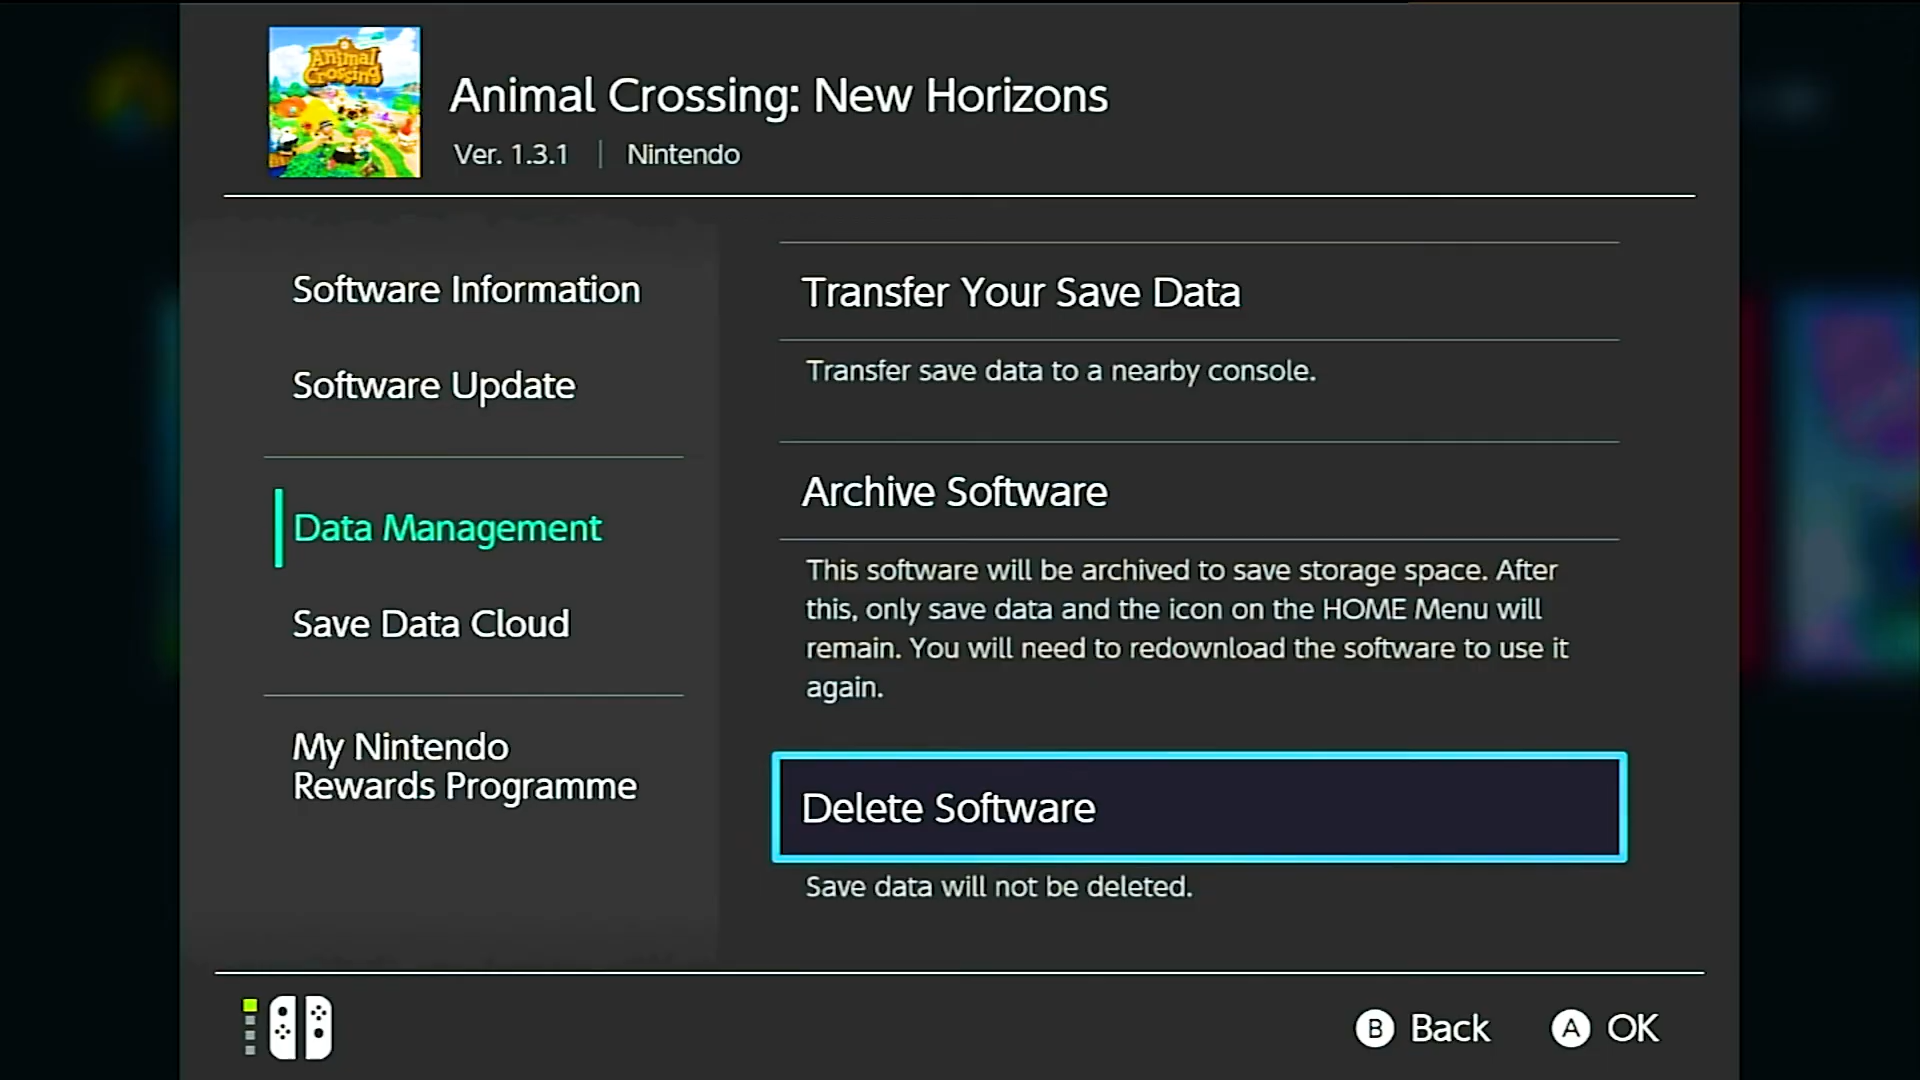 Animal Crossing
Animal Crossing: New Horizons
Ver. 1.3.1 | Nintendo
Software Information
Software Update
Data Management
Save Data Cloud
My Nintendo
Rewards Programme
Transfer Your Save Data
Transfer save data to a nearby console.
Archive Software
This software will be archived to save storage space. After
this, only save data and the icon on the HOME Menu will
remain. You will need to redownload the software to use it
again.
Delete Software
Save data will not be deleted.
B Back A OK